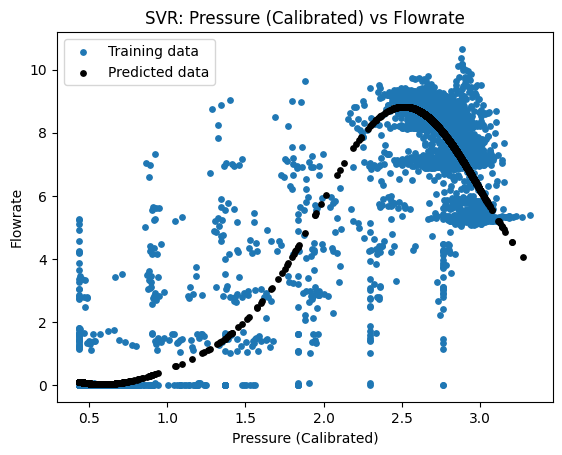 SVR: Pressure (Calibrated) vs Flowrate
Training data
Predicted data
10
8
6
4
2
0
Flowrate
0.5 1.0 1.5 2.0 2.5 3.0
Pressure (Calibrated)